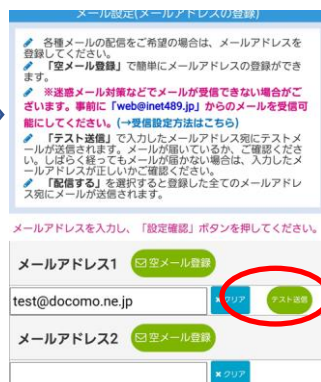 メール設定(メールアドレスの登録)
各種メールの配信をご希望の場合は、メールアドレスを
登録してください。
「空メール登録」で簡単にメールアドレスの登録ができ
ます。
※迷惑メール対策などでメールが受信できない場合がご
ざいます。事前に「web@inet489.jp」からのメールを受信可
能にしてください。(→受信設定方法はこちら)
「テスト送信」で入力したメールアドレス宛にテストメ
ールが送信されます。メールが届いているか、ご確認くださ
い。しばらく経ってもメールが届かない場合は、入力したメ
ールアドレスが正しいかご確認ください。
「配信する」を選択すると登録した全てのメールアドレ
ス宛にメールが送信されます。
メールアドレスを入力し、「設定確認」ボタンを押してください。
メールアドレス1 空メール登録
test@docomo.ne.jp × クリア テスト送信
メールアドレス2 空メール登録
× クリア